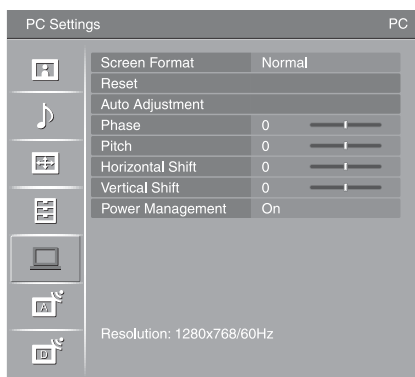 PC Settings PC
Screen Format Normal
Reset
Auto Adjustment
Phase 0
Pitch 0
Horizontal Shift 0
Vertical Shift 0
Power Management On
A
D
Resolution: 1280x768/60Hz